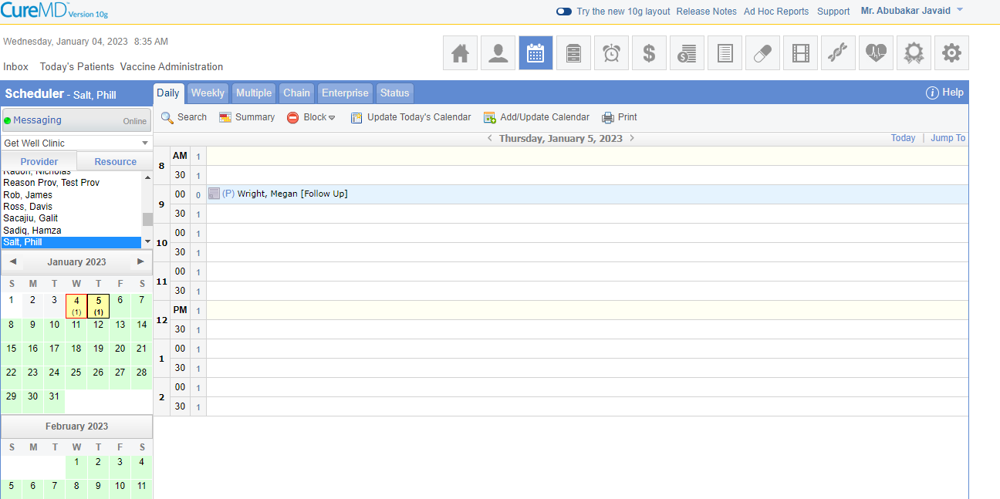 CureMD™ Version 10g
Try the new 10g layout Release Notes Ad Hoc Reports Support Mr. Abubakar Javaid
Wednesday, January 04, 2023 8:35 AM
Inbox Today's Patients Vaccine Administration
Scheduler - Salt, Phill
Daily Weekly Multiple Chain Enterprise Status
Help
Messaging Online
Search Summary Block Update Today's Calendar Add/Update Calendar Print
Get Well Clinic
Thursday, January 5, 2023
Today | Jump To
Provider Resource
Radon, Nicholas
Reason Prov, Test Prov
Rob, James
Ross, Davis
Sacajiu, Galit
Sadiq, Hamza
Salt, Phill
January 2023
S M T W T F S
1 2 3 4 5 6 7
(1) (1)
8 9 10 11 12 13 14
15 16 17 18 19 20 21
22 23 24 25 26 27 28
29 30 31
February 2023
S M T W T F S
1 2 3 4
5 6 7 8 9 10 11
8 AM 1
30 1
9 00 0 (P) Wright, Megan [Follow Up]
30 1
10 00 1
30 1
11 00 1
30 1
12 PM 1
30 1
1 00 1
30 1
2 00 1
30 1